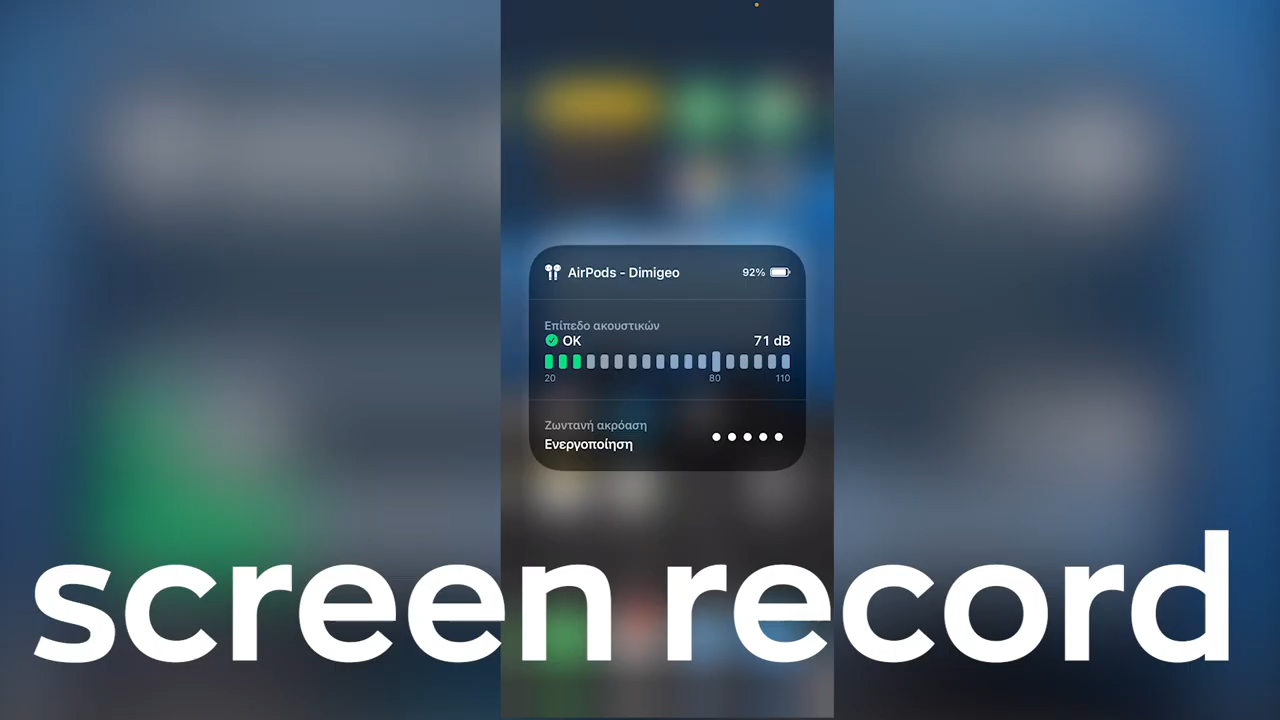 AirPods - Dimigeo 92%
Επίπεδο ακουστικών
OK 71 dB
20 80 110
Ζωντανή ακρόαση
Ενεργοποίηση
screen record